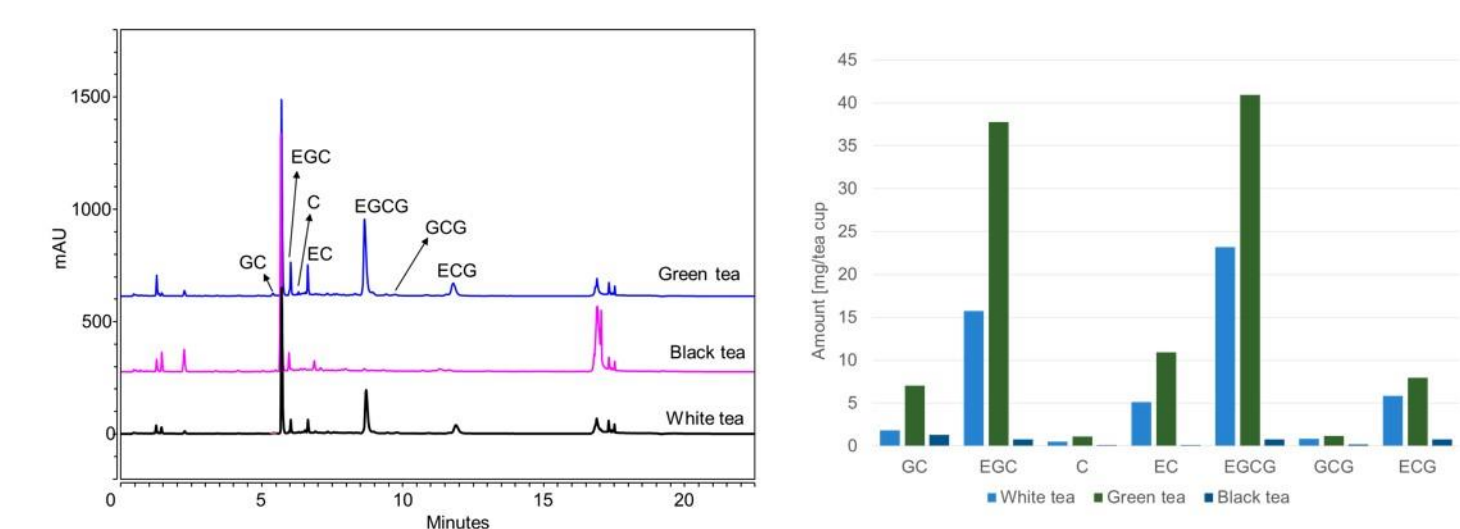 1500
1000
500
0
mAU
EGC
C
EGCG
GCG
GC
EC
ECG
Green tea
Black tea
White tea
0 5 10 15 20
Minutes
45
40
35
30
25
20
15
10
5
0
Amount [mg/tea cup
GC EGC C EC EGCG GCG ECG
White tea Green tea Black tea